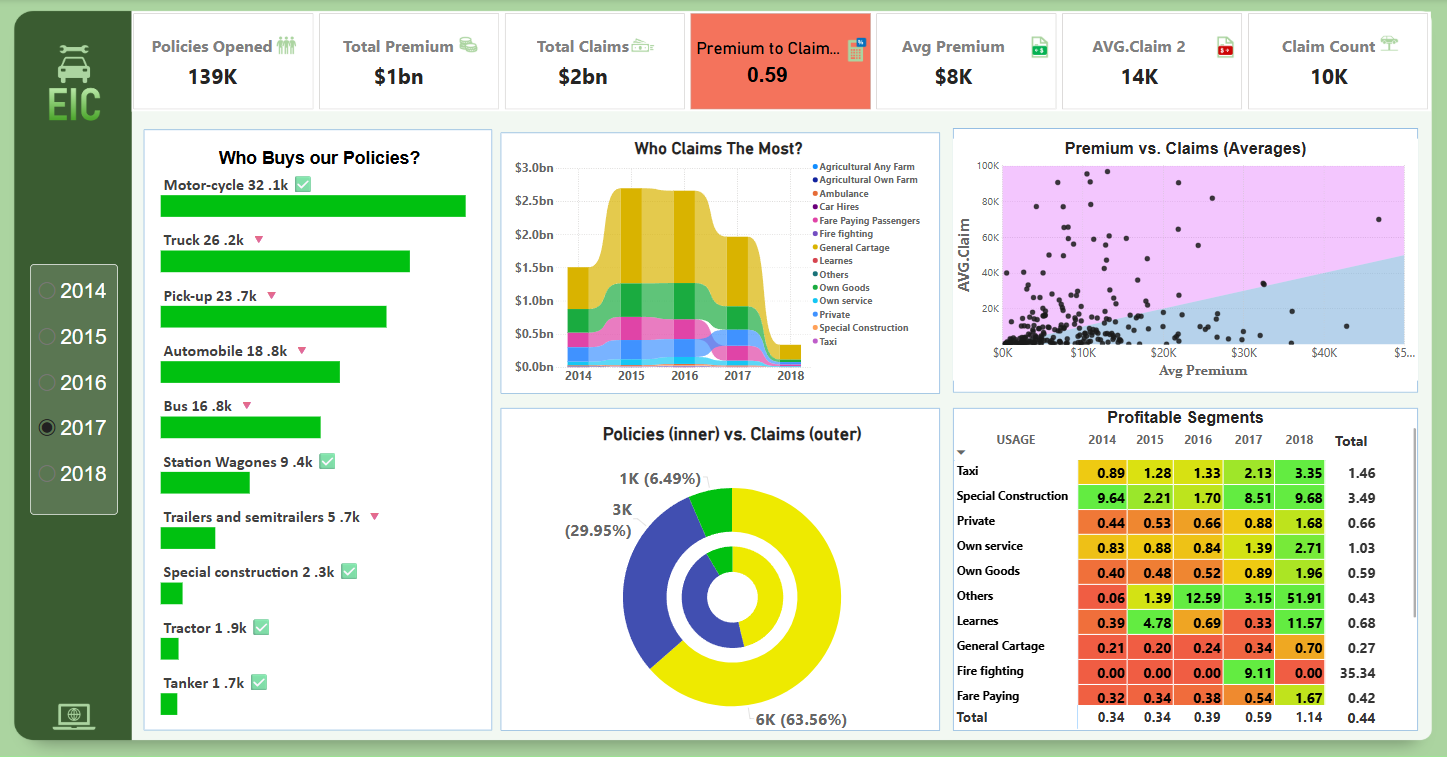 EIC
2014
2015
2016
2017
2018
Policies Opened
139K
Total Premium
$1bn
Total Claims
$2bn
Premium to Claim...
0.59
Avg Premium
$8K
AVG.Claim 2
14K
Claim Count
10K
Who Buys our Policies?
Motor-cycle 32 .1k
Truck 26 .2k
Pick-up 23 .7k
Automobile 18 .8k
Bus 16 .8k
Station Wagones 9 .4k
Trailers and semitrailers 5 .7k
Special construction 2 .3k
Tractor 1 .9k
Tanker 1 .7k
Who Claims The Most?
$3.0bn
$2.5bn
$2.0bn
$1.5bn
$1.0bn
$0.5bn
$0.0bn
2014 2015 2016 2017 2018
Agricultural Any Farm
Agricultural Own Farm
Ambulance
Car Hires
Fare Paying Passengers
Fire fighting
General Cartage
Learnes
Others
Own Goods
Own service
Private
Special Construction
Taxi
Premium vs. Claims (Averages)
AVG.Claim
100K
80K
60K
40K
20K
$0K $10K $20K $30K $40K $5...
Avg Premium
Policies (inner) vs. Claims (outer)
1K (6.49%)
3K
(29.95%)
6K (63.56%)
Profitable Segments
USAGE 2014 2015 2016 2017 2018 Total
Taxi 0.89 1.28 1.33 2.13 3.35 1.46
Special Construction 9.64 2.21 1.70 8.51 9.68 3.49
Private 0.44 0.53 0.66 0.88 1.68 0.66
Own service 0.83 0.88 0.84 1.39 2.71 1.03
Own Goods 0.40 0.48 0.52 0.89 1.96 0.59
Others 0.06 1.39 12.59 3.15 51.91 0.43
Learnes 0.39 4.78 0.69 0.33 11.57 0.68
General Cartage 0.21 0.20 0.24 0.34 0.70 0.27
Fire fighting 0.00 0.00 0.00 9.11 0.00 35.34
Fare Paying 0.32 0.34 0.38 0.54 1.67 0.42
Total 0.34 0.34 0.39 0.59 1.14 0.44